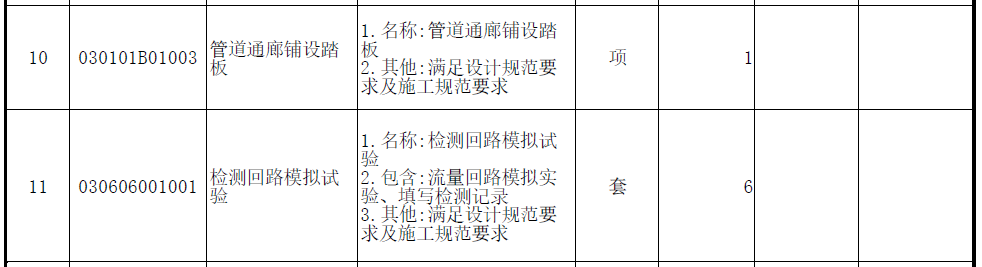 10
030101B01003
管道通廊铺设踏
板
1.名称:管道通廊铺设踏
板
2.其他:满足设计规范要
求及施工规范要求
项
1
11
030606001001
检测回路模拟试
验
1.名称:检测回路模拟试
验
2.包含:流量回路模拟实
验、填写检测记录
3.其他:满足设计规范要
求及施工规范要求
套
6